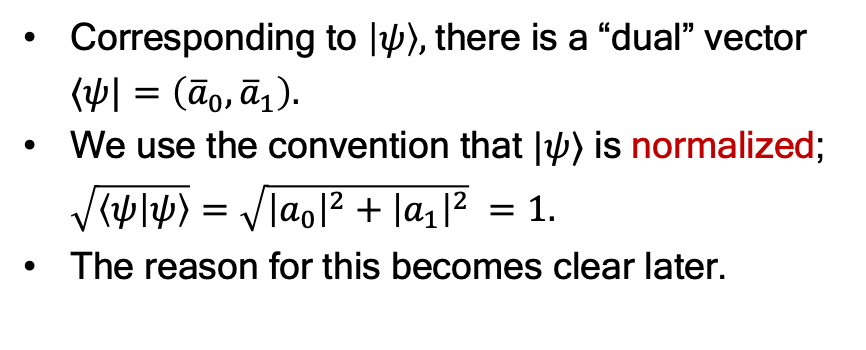 • Corresponding to |ψ⟩, there is a “dual” vector
⟨ψ| = (ā₀, ā₁).
• We use the convention that |ψ⟩ is normalized;
√⟨ψ|ψ⟩ = √|a₀|² + |a₁|² = 1.
• The reason for this becomes clear later.